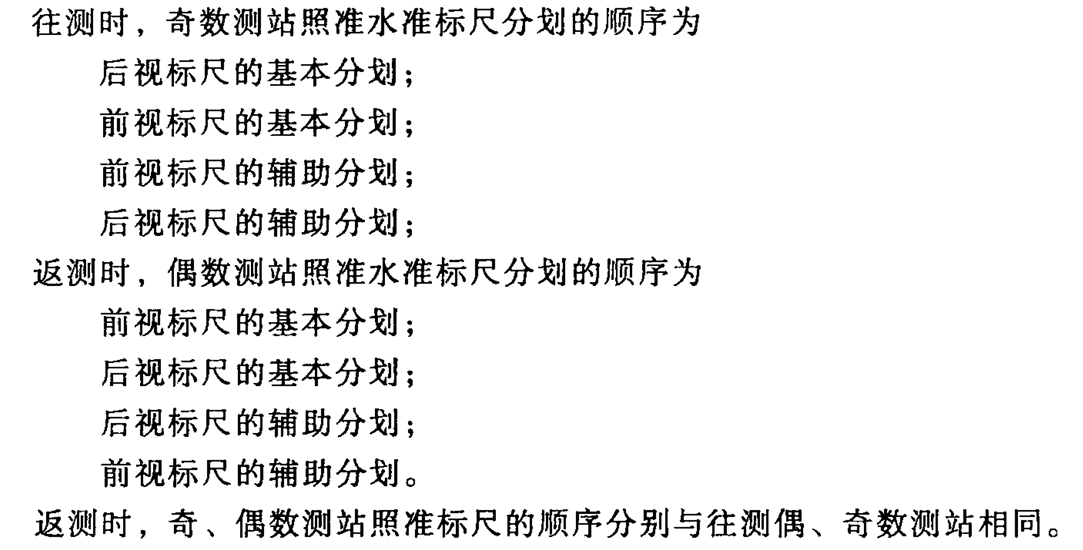 往测时，奇数测站照准水准标尺分划的顺序为
后视标尺的基本分划；
前视标尺的基本分划；
前视标尺的辅助分划；
后视标尺的辅助分划；
返测时，偶数测站照准水准标尺分划的顺序为
前视标尺的基本分划；
后视标尺的基本分划；
后视标尺的辅助分划；
前视标尺的辅助分划。
返测时，奇、偶数测站照准标尺的顺序分别与往测偶、奇数测站相同。